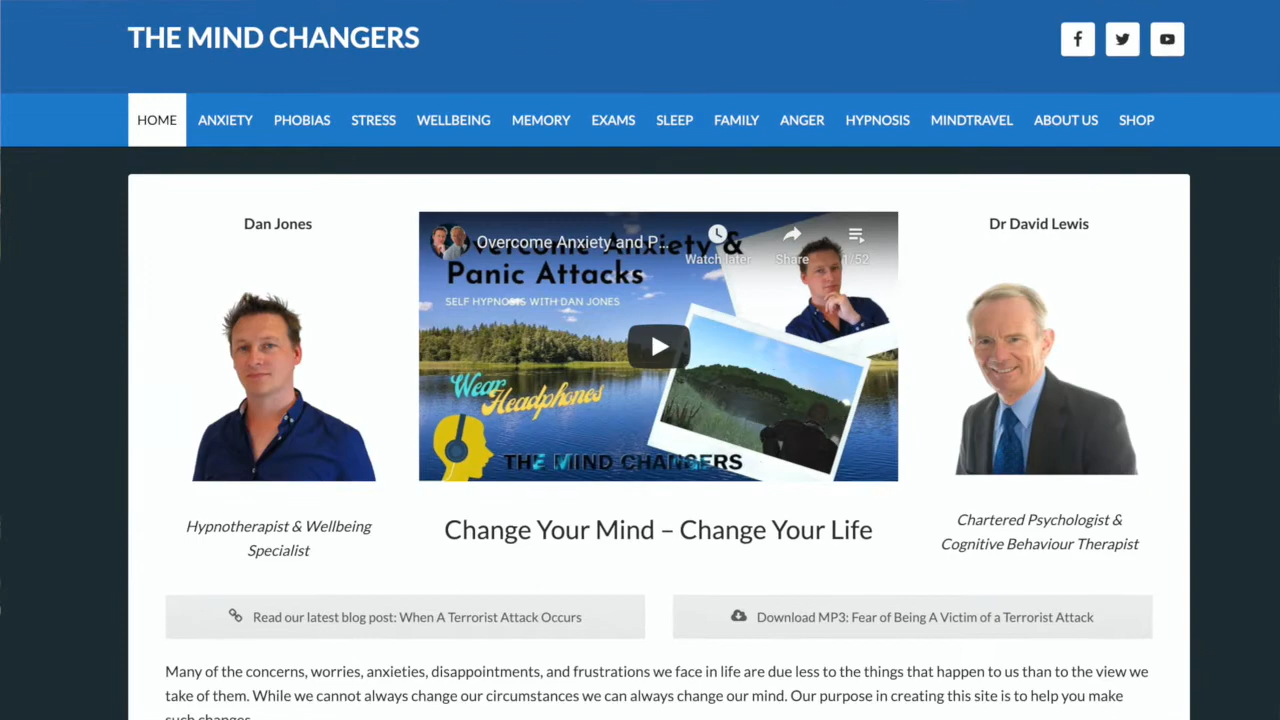 THE MIND CHANGERS
HOME ANXIETY PHOBIAS STRESS WELLBEING MEMORY EXAMS SLEEP FAMILY ANGER HYPNOSIS MINDTRAVEL ABOUT US SHOP
Dan Jones
Hypnotherapist & Wellbeing
Specialist
Overcome Anxiety and P...
Watch later
Share
1/52
Overcome Anxiety &
Panic Attacks
SELF HYPNOSIS WITH DAN JONES
Wear
Headphones
THE MIND CHANGERS
Change Your Mind – Change Your Life
Dr David Lewis
Chartered Psychologist &
Cognitive Behaviour Therapist
Read our latest blog post: When A Terrorist Attack Occurs
Download MP3: Fear of Being A Victim of a Terrorist Attack
Many of the concerns, worries, anxieties, disappointments, and frustrations we face in life are due less to the things that happen to us than to the view we
take of them. While we cannot always change our circumstances we can always change our mind. Our purpose in creating this site is to help you make
such changes.